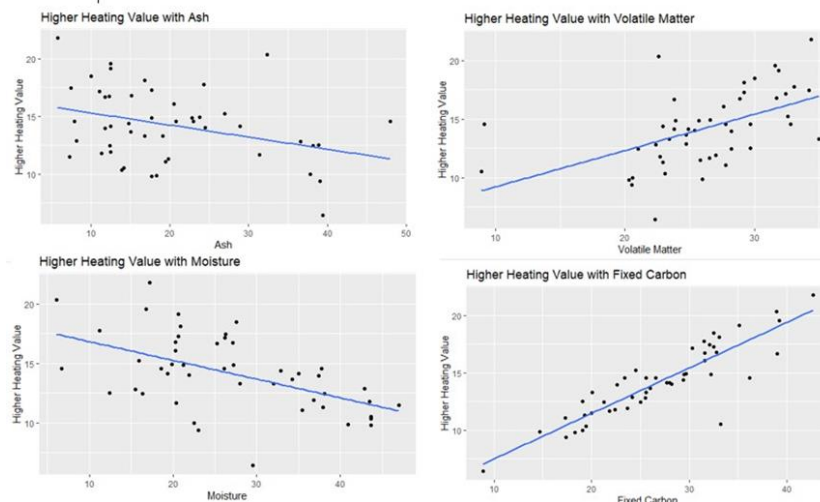 Higher Heating Value with Ash
Higher Heating Value
20
15
10
10
20
30
40
50
Ash
Higher Heating Value with Volatile Matter
Higher Heating Value
20
15
10
10
20
30
Volatile Matter
Higher Heating Value with Moisture
Higher Heating Value
20
15
10
10
20
30
40
Moisture
Higher Heating Value with Fixed Carbon
Higher Heating Value
20
15
10
10
20
30
40
Fixed Carbon